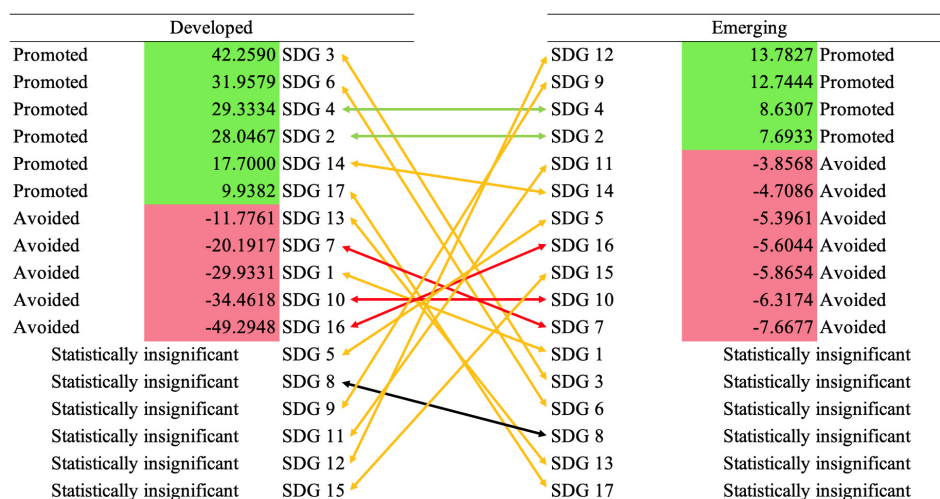 Developed Emerging
Promoted 42.2590 SDG 3 SDG 12 13.7827 Promoted
Promoted 31.9579 SDG 6 SDG 9 12.7444 Promoted
Promoted 29.3334 SDG 4 SDG 4 8.6307 Promoted
Promoted 28.0467 SDG 2 SDG 2 7.6933 Promoted
Promoted 17.7000 SDG 14 SDG 11 -3.8568 Avoided
Promoted 9.9382 SDG 17 SDG 14 -4.7086 Avoided
Avoided -11.7761 SDG 13 SDG 5 -5.3961 Avoided
Avoided -20.1917 SDG 7 SDG 16 -5.6044 Avoided
Avoided -29.9331 SDG 1 SDG 15 -5.8654 Avoided
Avoided -34.4618 SDG 10 SDG 10 -6.3174 Avoided
Avoided -49.2948 SDG 16 SDG 7 -7.6677 Avoided
Statistically insignificant SDG 5 SDG 1 Statistically insignificant
Statistically insignificant SDG 8 SDG 3 Statistically insignificant
Statistically insignificant SDG 9 SDG 6 Statistically insignificant
Statistically insignificant SDG 11 SDG 8 Statistically insignificant
Statistically insignificant SDG 12 SDG 13 Statistically insignificant
Statistically insignificant SDG 15 SDG 17 Statistically insignificant